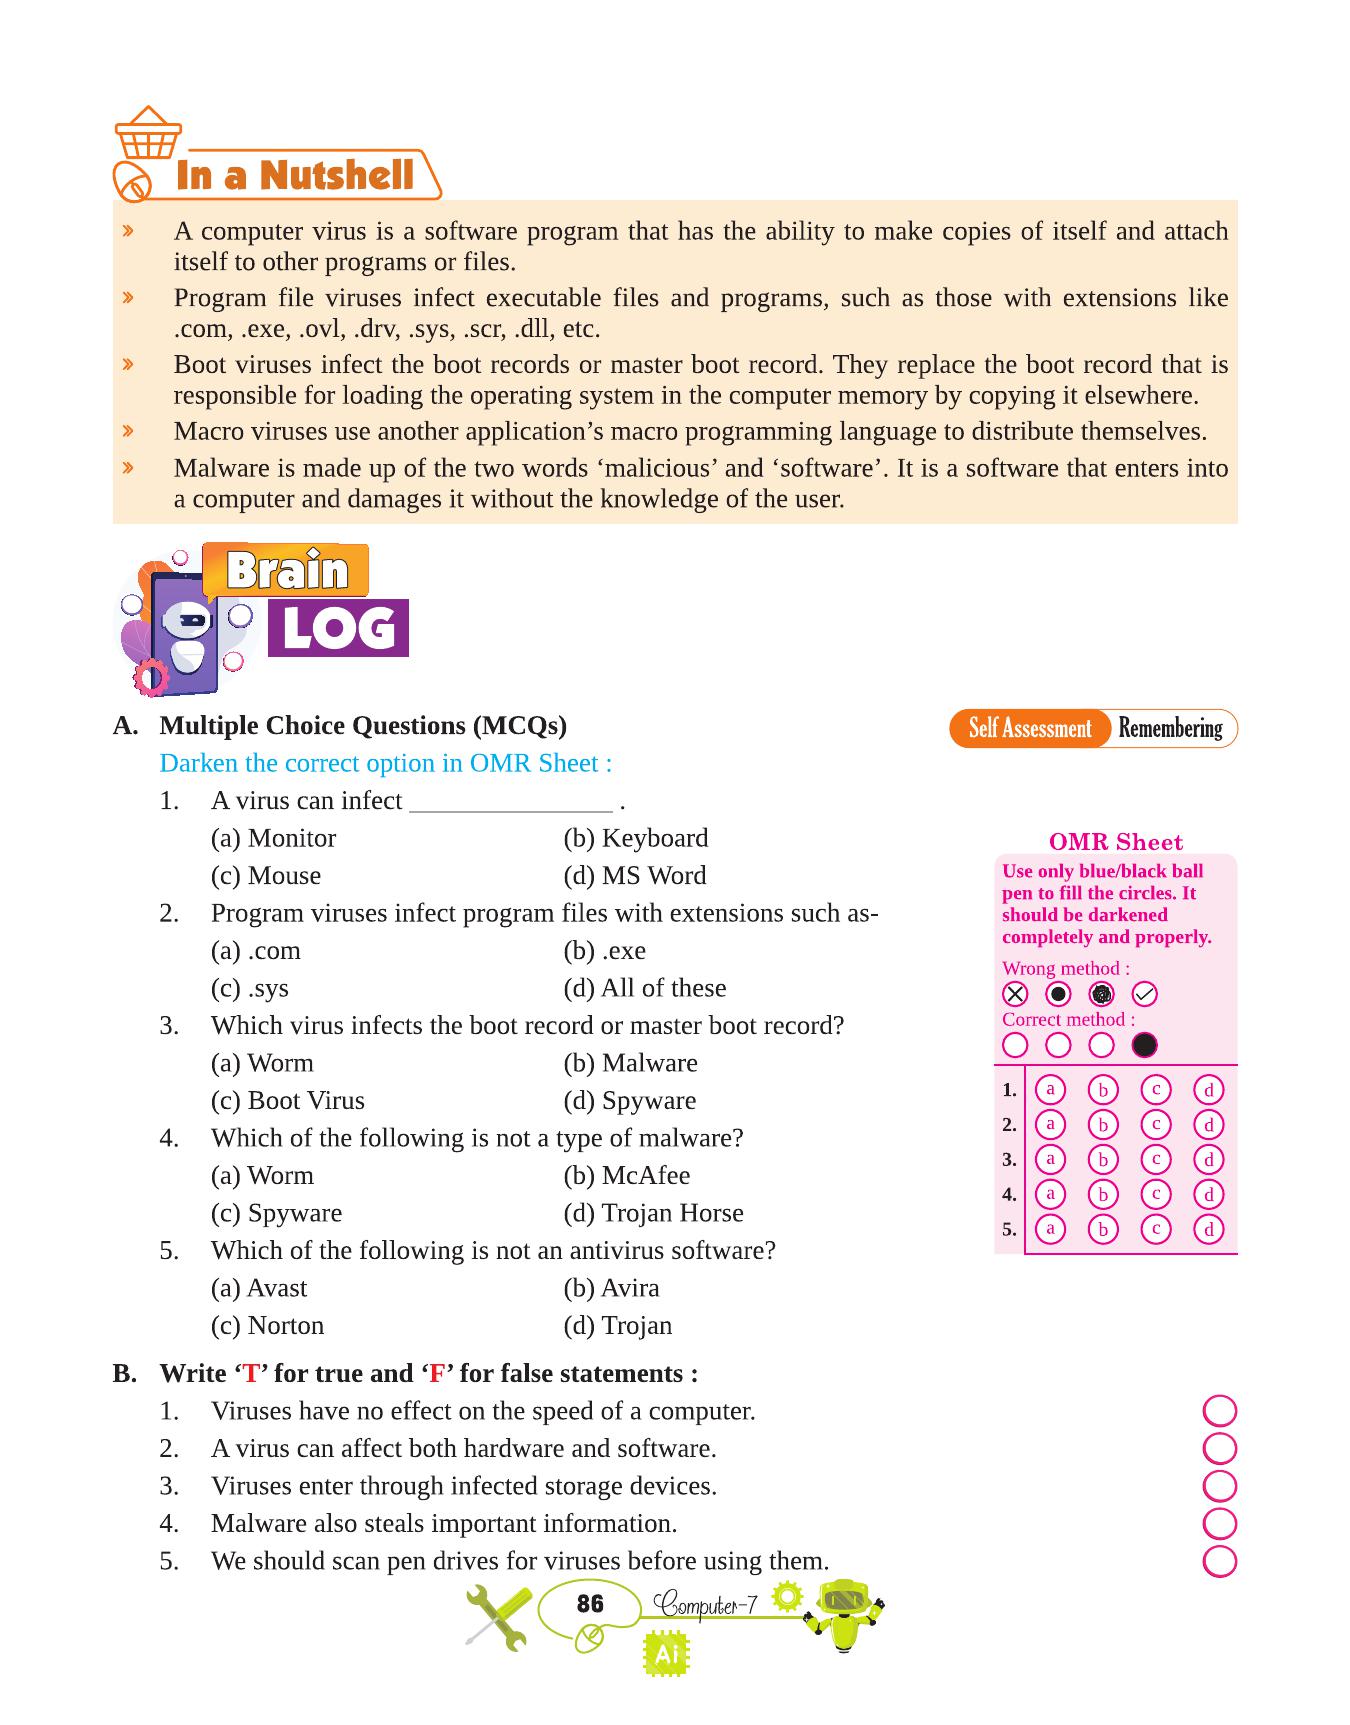 In a Nutshell
A computer virus is a software program that has the ability to make copies of itself and attach
itself to other programs or files.
Program file viruses infect executable files and programs, such as those with extensions like
.com, .exe, .ovl, .drv, .sys, .scr, .dll, etc.
Boot viruses infect the boot records or master boot record. They replace the boot record that is
responsible for loading the operating system in the computer memory by copying it elsewhere.
Macro viruses use another application’s macro programming language to distribute themselves.
Malware is made up of the two words ‘malicious’ and ‘software’. It is a software that enters into
a computer and damages it without the knowledge of the user.
Brain
LOG
A. Multiple Choice Questions (MCQs)
Self Assessment Remembering
Darken the correct option in OMR Sheet :
1. A virus can infect _______________ .
(a) Monitor (b) Keyboard
(c) Mouse (d) MS Word
2. Program viruses infect program files with extensions such as-
(a) .com (b) .exe
(c) .sys (d) All of these
3. Which virus infects the boot record or master boot record?
(a) Worm (b) Malware
(c) Boot Virus (d) Spyware
4. Which of the following is not a type of malware?
(a) Worm (b) McAfee
(c) Spyware (d) Trojan Horse
5. Which of the following is not an antivirus software?
(a) Avast (b) Avira
(c) Norton (d) Trojan
OMR Sheet
Use only blue/black ball
pen to fill the circles. It
should be darkened
completely and properly.
Wrong method :
Correct method :
1. a b c d
2. a b c d
3. a b c d
4. a b c d
5. a b c d
B. Write ‘T’ for true and ‘F’ for false statements :
1. Viruses have no effect on the speed of a computer.
2. A virus can affect both hardware and software.
3. Viruses enter through infected storage devices.
4. Malware also steals important information.
5. We should scan pen drives for viruses before using them.
86 Computer-7
Ai